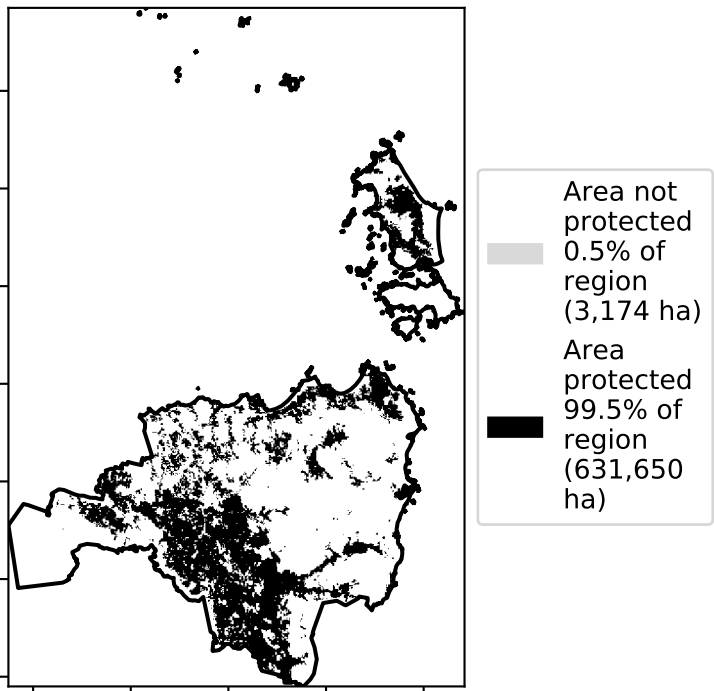 Area not
protected
0.5% of
region
(3,174 ha)
Area
protected
99.5% of
region
(631,650
ha)